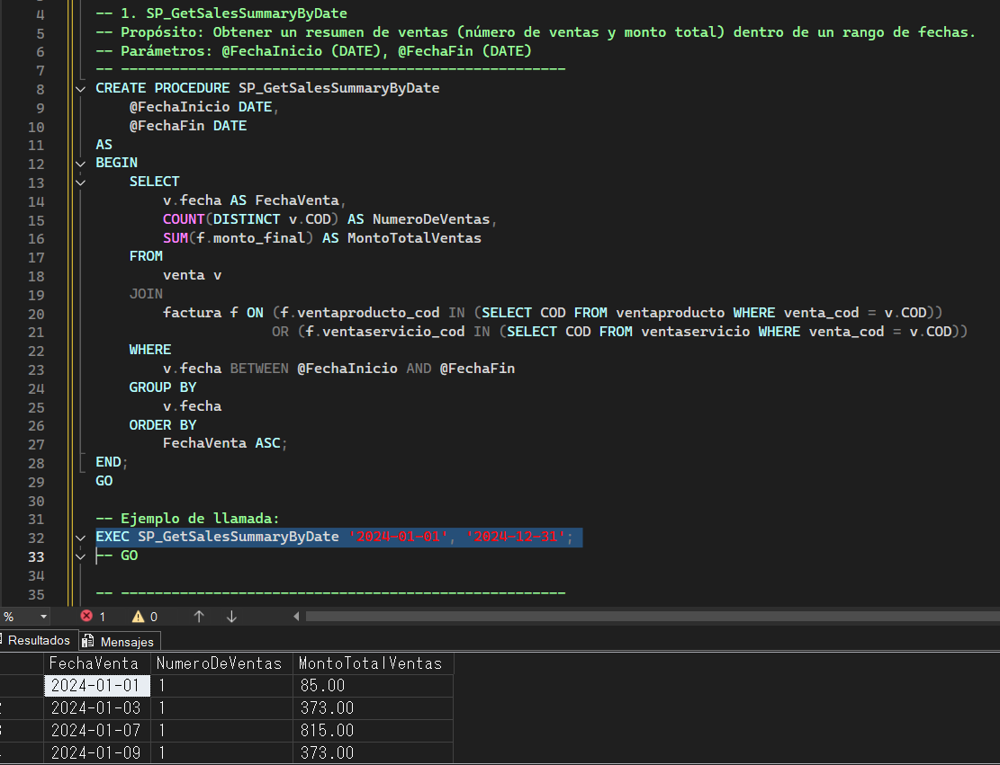 4 -- 1. SP_GetSalesSummaryByDate
5 -- Propósito: Obtener un resumen de ventas (número de ventas y monto total) dentro de un rango de fechas.
6 -- Parámetros: @FechaInicio (DATE), @FechaFin (DATE)
7 -- -----------------------------------------------------
8 CREATE PROCEDURE SP_GetSalesSummaryByDate
9 @FechaInicio DATE,
10 @FechaFin DATE
11 AS
12 BEGIN
13 SELECT
14 v.fecha AS FechaVenta,
15 COUNT(DISTINCT v.COD) AS NumeroDeVentas,
16 SUM(f.monto_final) AS MontoTotalVentas
17 FROM
18 venta v
19 JOIN
20 factura f ON (f.ventaproducto_cod IN (SELECT COD FROM ventaproducto WHERE venta_cod = v.COD))
21 OR (f.ventaservicio_cod IN (SELECT COD FROM ventaservicio WHERE venta_cod = v.COD))
22 WHERE
23 v.fecha BETWEEN @FechaInicio AND @FechaFin
24 GROUP BY
25 v.fecha
26 ORDER BY
27 FechaVenta ASC;
28 END;
29 GO
30
31 -- Ejemplo de llamada:
32 EXEC SP_GetSalesSummaryByDate '2024-01-01', '2024-12-31';
33 -- GO
34
35 -- -----------------------------------------------------
% 1 0
Resultados Mensajes
FechaVenta NumeroDeVentas MontoTotalVentas
2024-01-01 1 85.00
2024-01-03 1 373.00
2024-01-07 1 815.00
2024-01-09 1 373.00